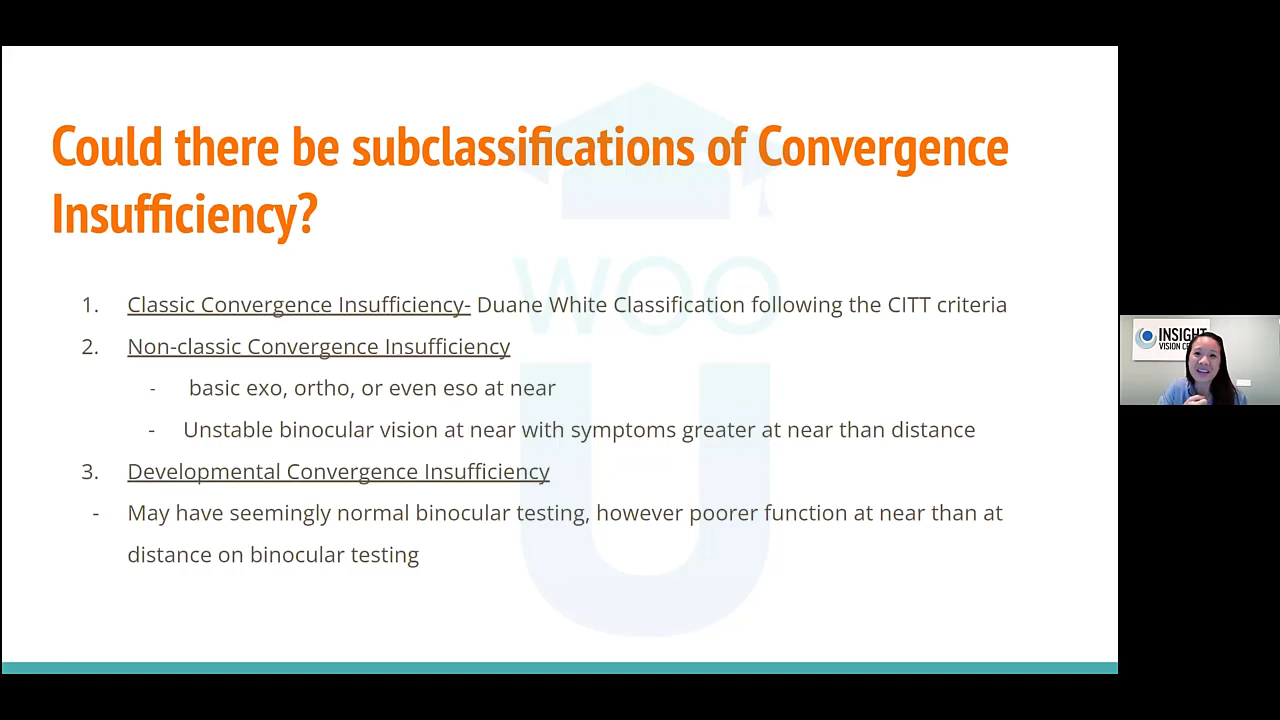 Could there be subclassifications of Convergence
Insufficiency?
1. Classic Convergence Insufficiency- Duane White Classification following the CITT criteria
2. Non-classic Convergence Insufficiency
- basic exo, ortho, or even eso at near
- Unstable binocular vision at near with symptoms greater at near than distance
3. Developmental Convergence Insufficiency
- May have seemingly normal binocular testing, however poorer function at near than at
distance on binocular testing
WOO
U
INSIGHT
VISION